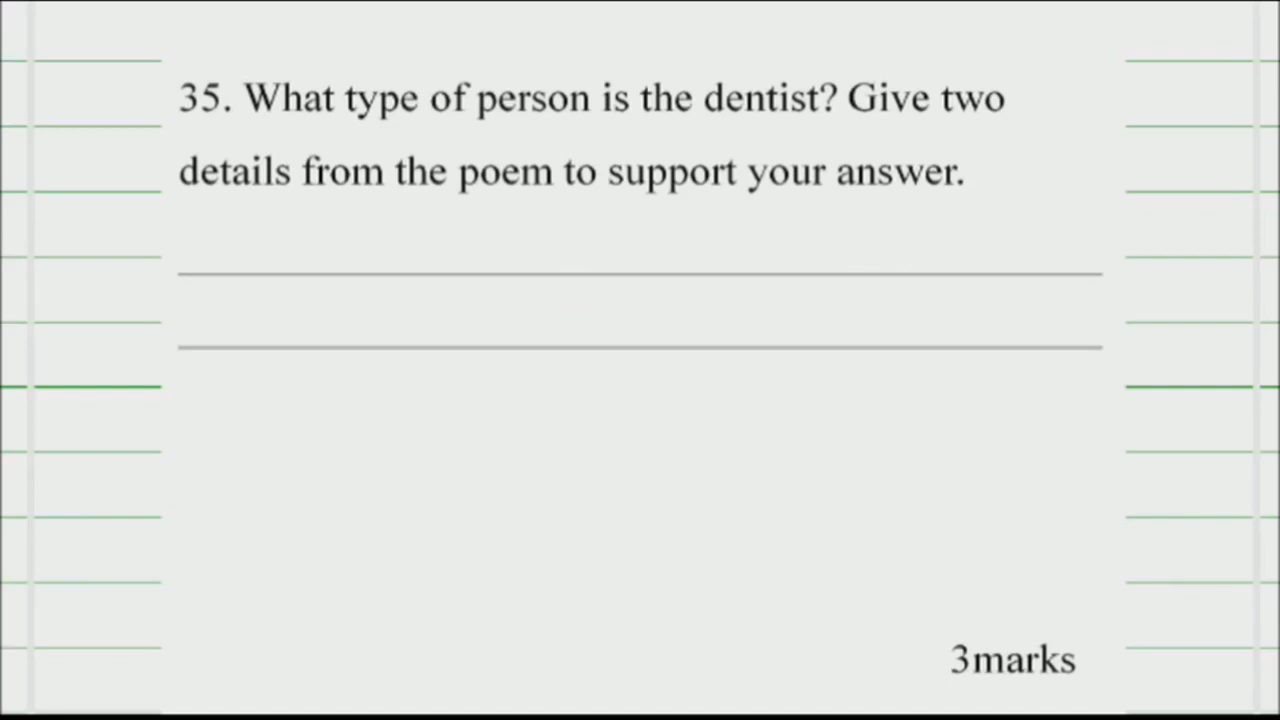 35. What type of person is the dentist? Give two
details from the poem to support your answer.
3marks